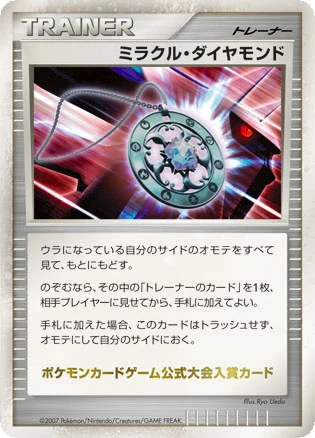 TRAINER
トレーナー
ミラクル・ダイヤモンド
ウラになっている自分のサイドのオモテをすべて
見て、もとにもどす。
のぞむなら、その中の「トレーナーのカード」を1枚、
相手プレイヤーに見せてから、手札に加えてよい。
手札に加えた場合、このカードはトラッシュせず、
オモテにして自分のサイドにおく。
ポケモンカードゲーム公式大会入賞カード
Illus.Ryo Ueda
©2007 Pokémon/Nintendo/Creatures/GAME FREAK.